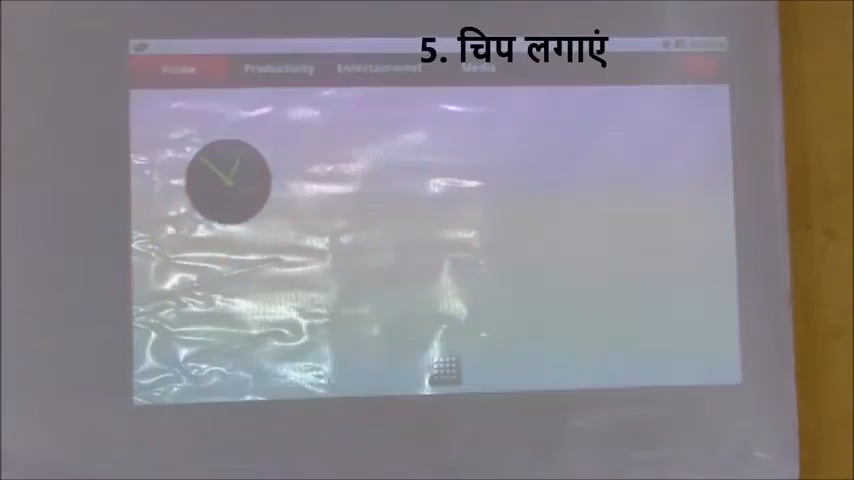 5. चिप लगाएं
Home Productivity Entertainment Media